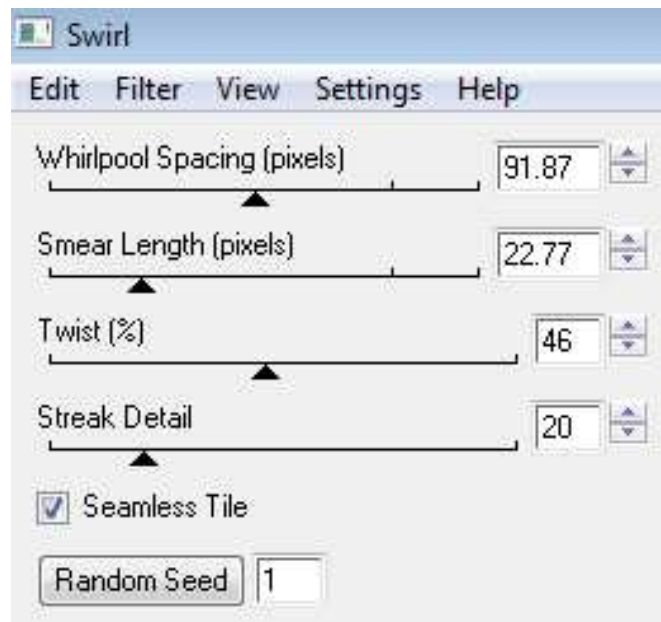 Swirl
Edit Filter View Settings Help
Whirlpool Spacing (pixels) 91.87
Smear Length (pixels) 22.77
Twist (%) 46
Streak Detail 20
Seamless Tile
Random Seed 1